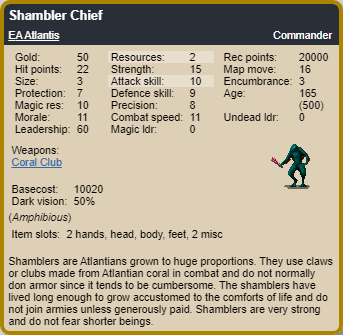 Shambler Chief
EA Atlantis Commander
Gold: 50 Resources: 2 Rec points: 20000
Hit points: 22 Strength: 15 Map move: 16
Size: 3 Attack skill: 10 Encumbrance: 3
Protection: 7 Defence skill: 9 Age: 165
Magic res: 10 Precision: 8 (500)
Morale: 11 Combat speed: 11 Undead ldr: 0
Leadership: 60 Magic ldr: 0
Weapons:
Coral Club
Basecost: 10020
Dark vision: 50%
(Amphibious)
Item slots: 2 hands, head, body, feet, 2 misc
Shamblers are Atlantians grown to huge proportions. They use claws
or clubs made from Atlantian coral in combat and do not normally
don armor since it tends to be cumbersome. The shamblers have
lived long enough to grow accustomed to the comforts of life and do
not join armies unless generously paid. Shamblers are very strong
and do not fear shorter beings.